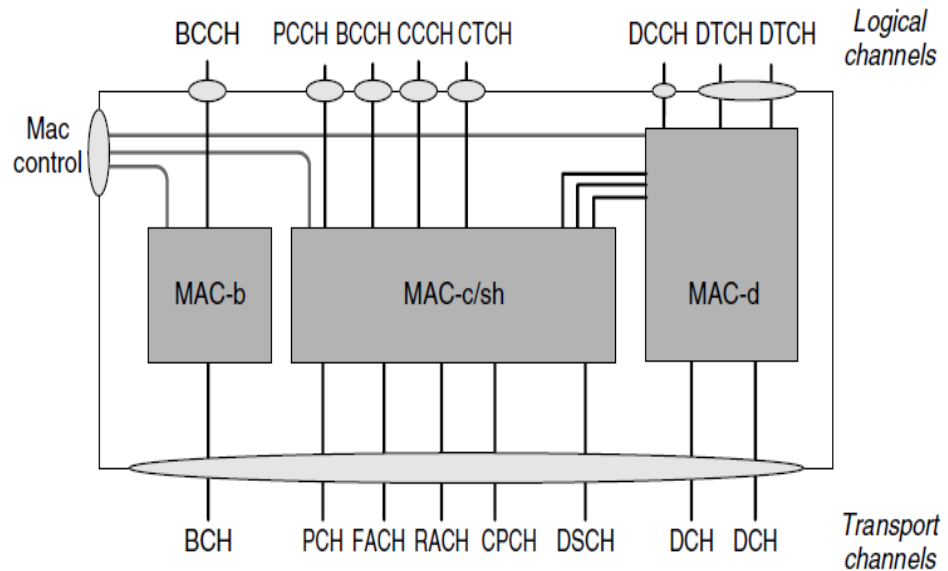 BCCH PCCH BCCH CCCH CTCH DCCH DTCH DTCH
Logical
channels
Mac
control
MAC-b MAC-c/sh MAC-d
BCH PCH FACH RACH CPCH DSCH DCH DCH
Transport
channels